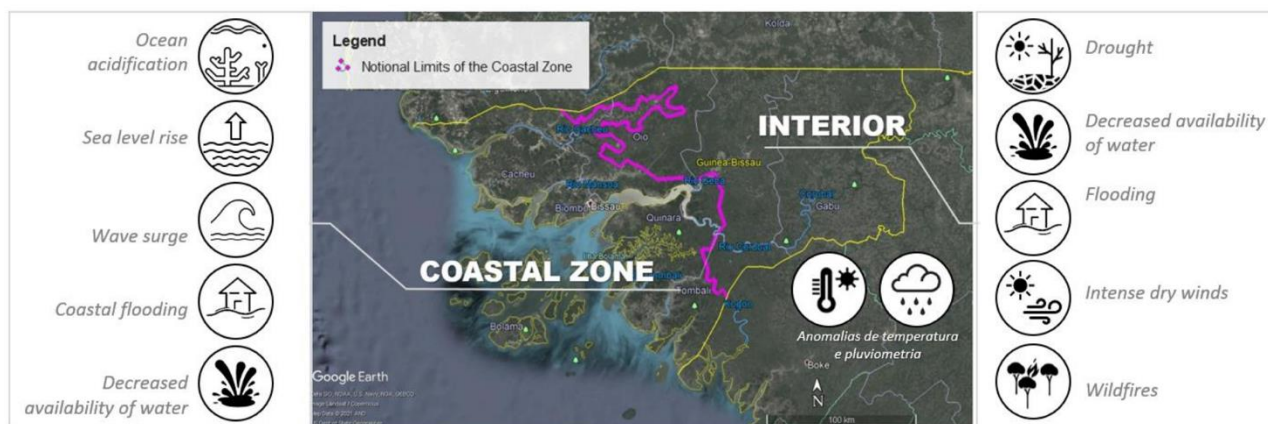 Ocean
acidification
Sea level rise
Wave surge
Coastal flooding
Decreased
availability of water
Legend
Notional Limits of the Coastal Zone
Kolda
INTERIOR
Oio
Guinea-Bissau
Cacheu
Biombo
Bissau
Gabu
Quinara
COASTAL ZONE
Tombali
Bolama
Anomalias de temperatura
e pluviometria
Boke
N
100 km
Google Earth
Drought
Decreased availability
of water
Flooding
Intense dry winds
Wildfires